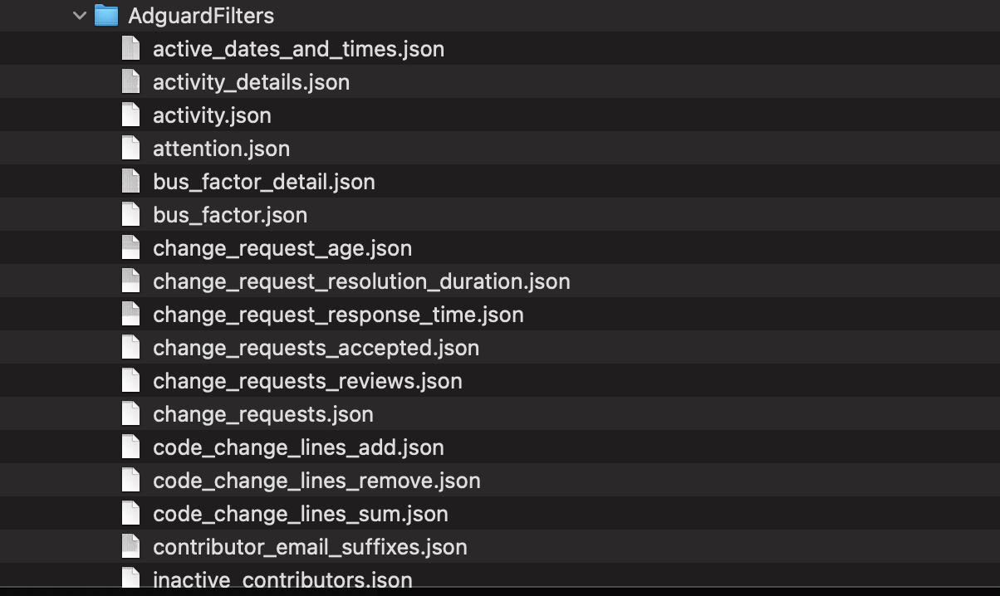 AdguardFilters
active_dates_and_times.json
activity_details.json
activity.json
attention.json
bus_factor_detail.json
bus_factor.json
change_request_age.json
change_request_resolution_duration.json
change_request_response_time.json
change_requests_accepted.json
change_requests_reviews.json
change_requests.json
code_change_lines_add.json
code_change_lines_remove.json
code_change_lines_sum.json
contributor_email_suffixes.json
inactive_contributors.json